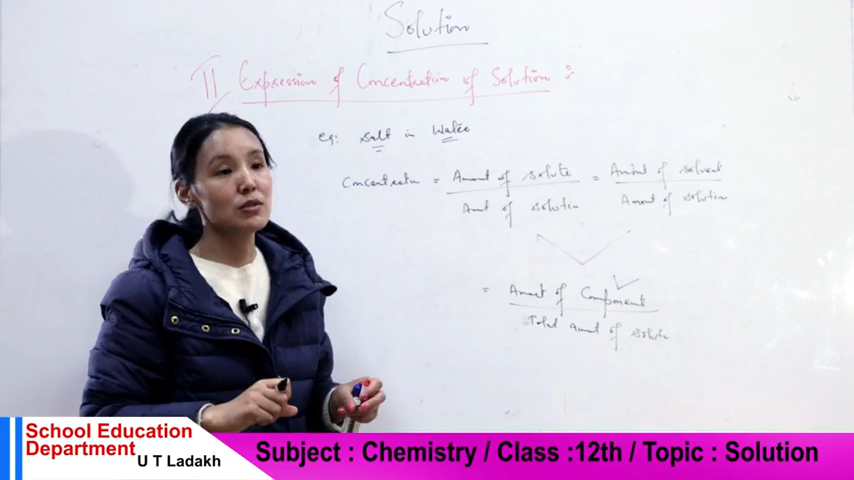 Solution
II Expression of Concentration of Solution :-
eg: Salt in Water
Concentration = Amount of solute = Amount of solvent
Amt of solution Amount of solution
= Amount of Component
Total amount of solute
School Education
Department
U T Ladakh
Subject : Chemistry / Class :12th / Topic : Solution